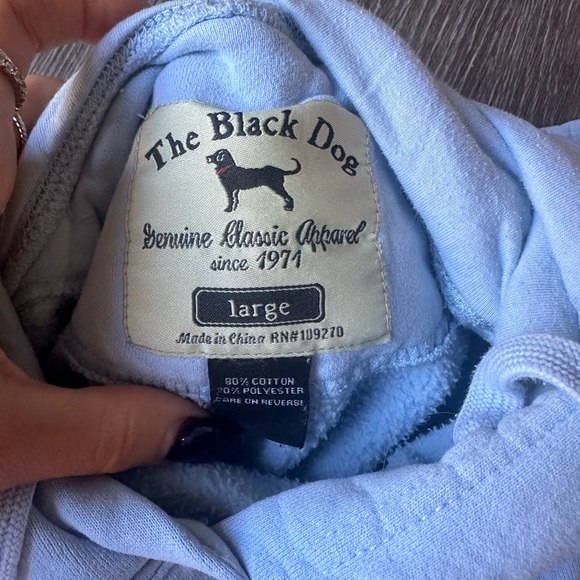 The Black Dog
Genuine Classic Apparel
since 1971
large
Made in China RN#109270
80% COTTON
20% POLYESTER
CARE ON REVERSE